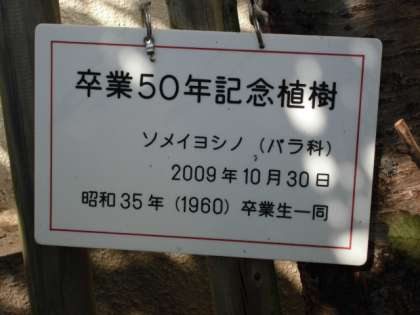 卒業50年記念植樹
ソメイヨシノ（バラ科）
2009年10月30日
昭和35年（1960）卒業生一同